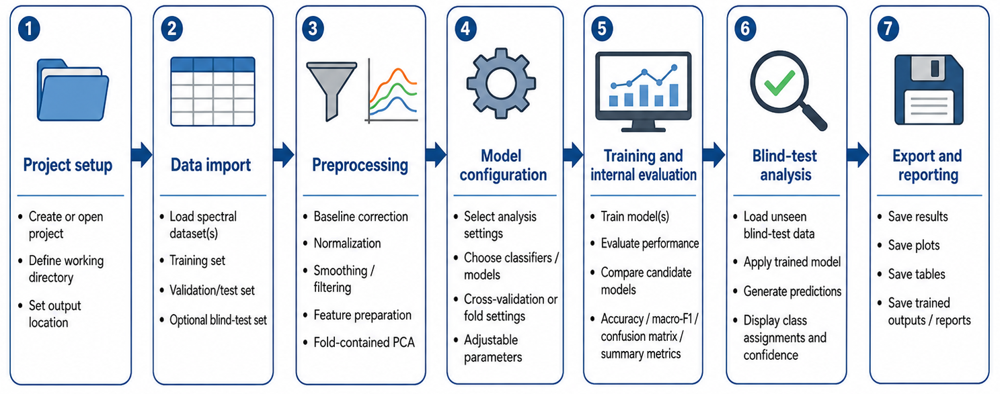 1
Project setup
• Create or open
project
• Define working
directory
• Set output
location
2
Data import
• Load spectral
dataset(s)
• Training set
• Validation/test set
• Optional blind-test set
3
Preprocessing
• Baseline correction
• Normalization
• Smoothing /
filtering
• Feature preparation
• Fold-contained PCA
4
Model
configuration
• Select analysis
settings
• Choose classifiers /
models
• Cross-validation or
fold settings
• Adjustable
parameters
5
Training and
internal evaluation
• Train model(s)
• Evaluate performance
• Compare candidate
models
• Accuracy / macro-F1 /
confusion matrix /
summary metrics
6
Blind-test
analysis
• Load unseen
blind-test data
• Apply trained model
• Generate predictions
• Display class
assignments and
confidence
7
Export and
reporting
• Save results
• Save plots
• Save tables
• Save trained
outputs / reports